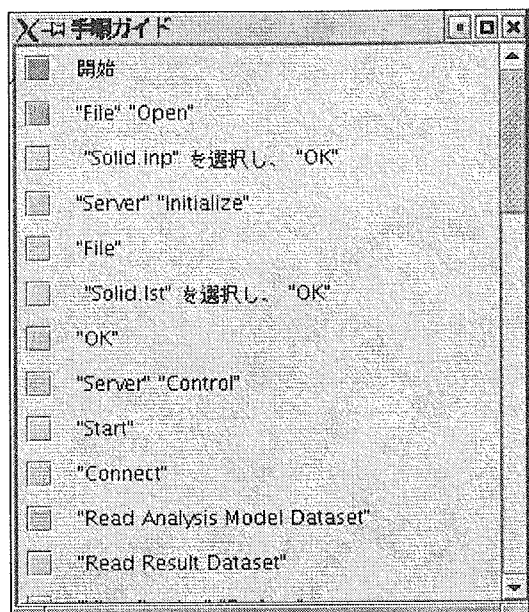 手順ガイド
開始
"File" "Open"
"Solid.inp" を選択し、 "OK"
"Server" "Initialize"
"File"
"Solid.lst" を選択し、 "OK"
"OK"
"Server" "Control"
"Start"
"Connect"
"Read Analysis Model Dataset"
"Read Result Dataset"